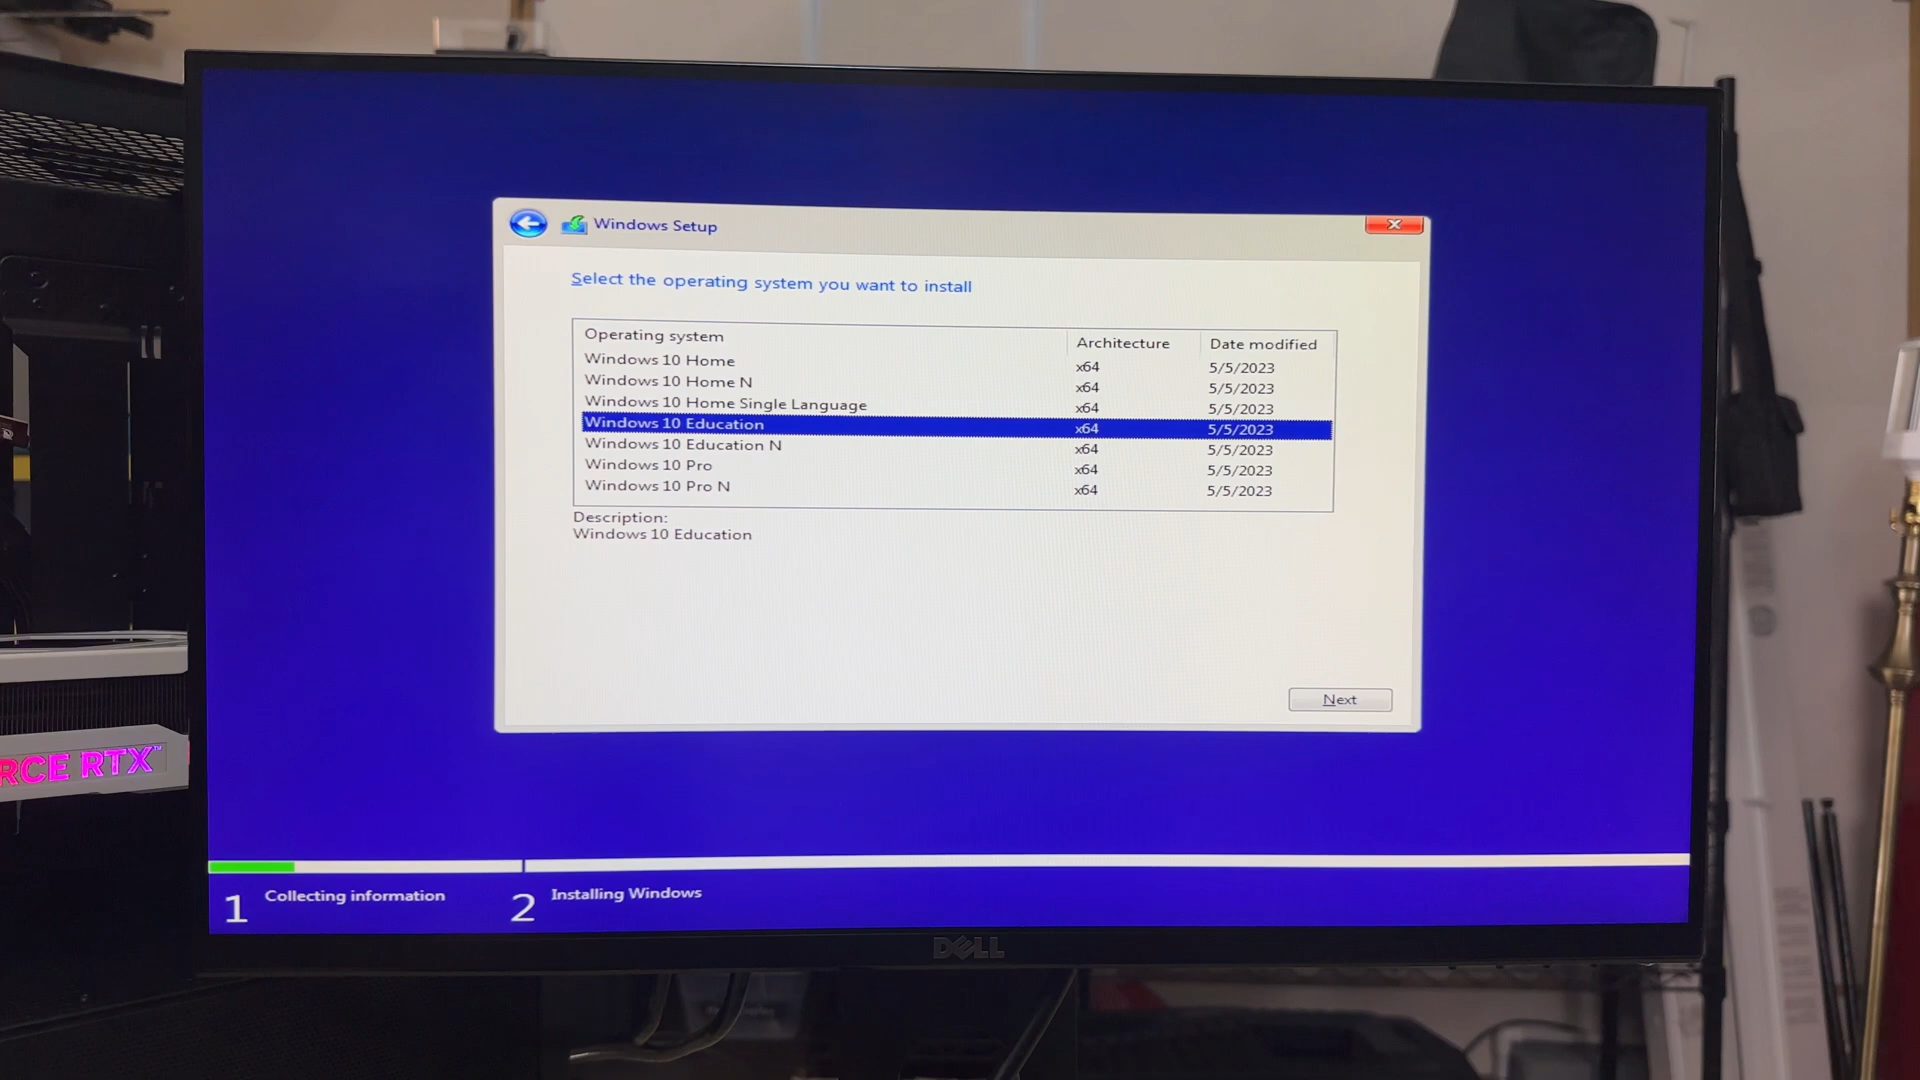 Windows Setup
Select the operating system you want to install
Operating system Architecture Date modified
Windows 10 Home x64 5/5/2023
Windows 10 Home N x64 5/5/2023
Windows 10 Home Single Language x64 5/5/2023
Windows 10 Education x64 5/5/2023
Windows 10 Education N x64 5/5/2023
Windows 10 Pro x64 5/5/2023
Windows 10 Pro N x64 5/5/2023
Description:
Windows 10 Education
Next
RCE RTX™
1 Collecting information 2 Installing Windows
DELL